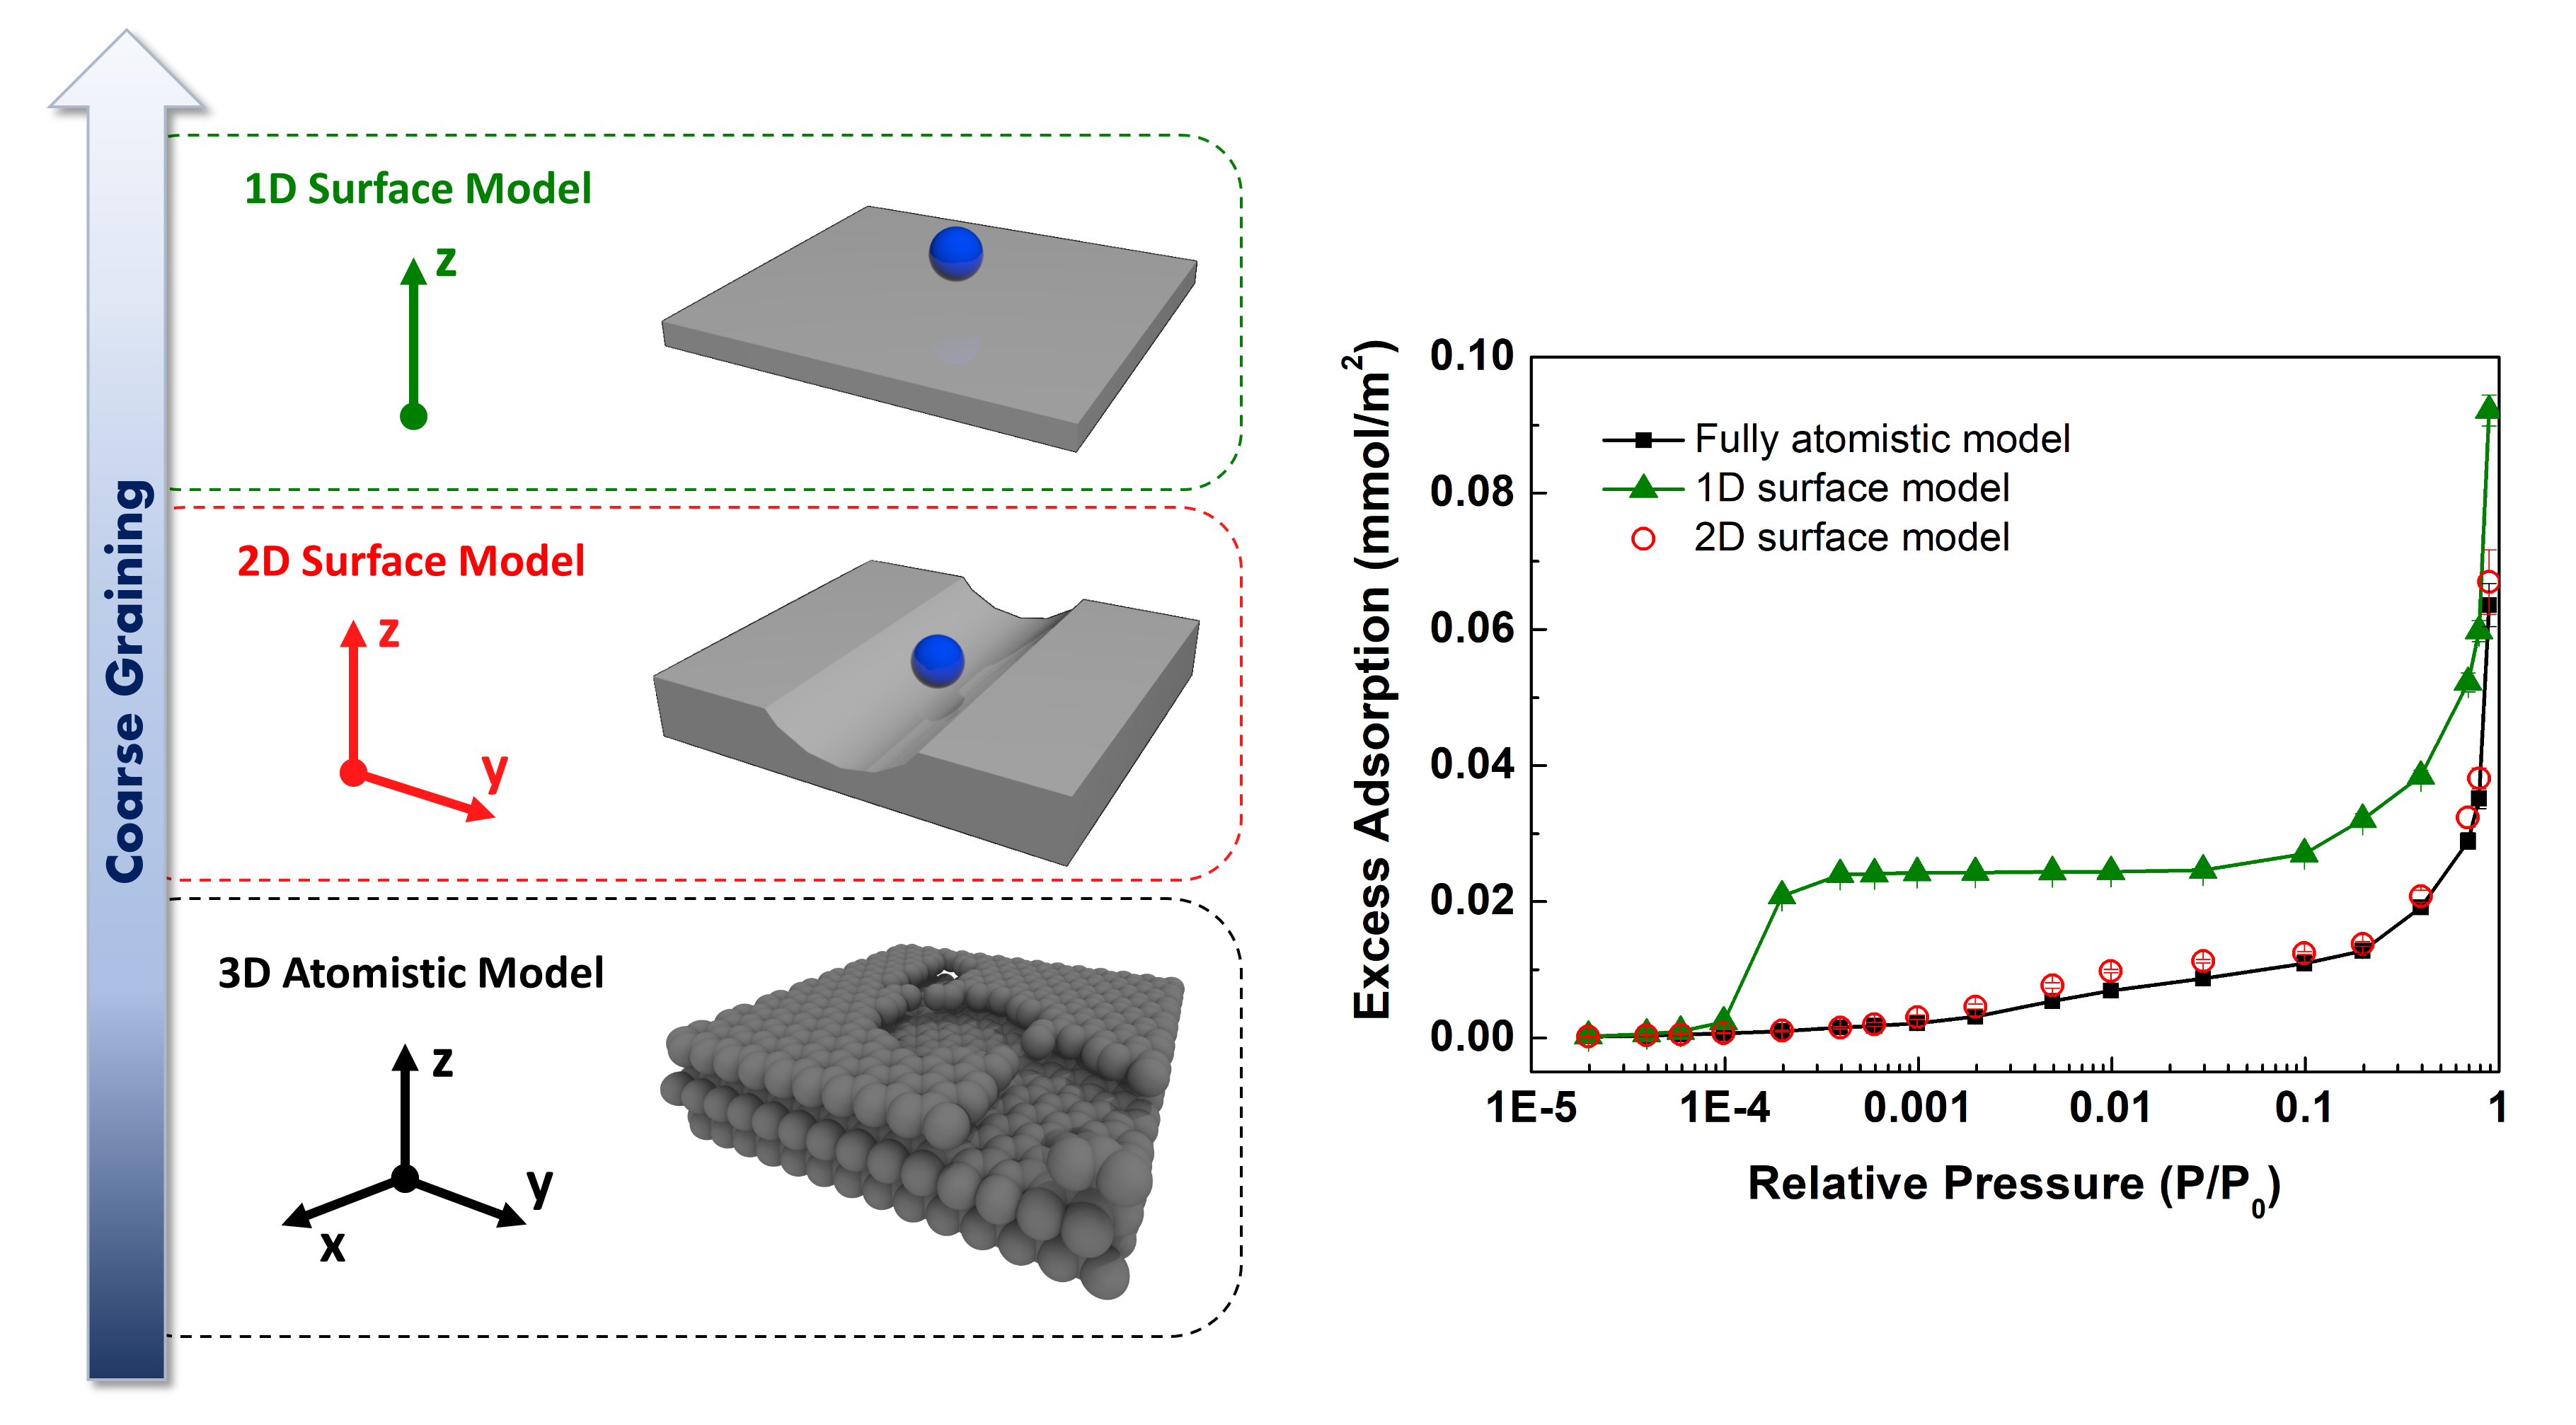 Coarse Graining
1D Surface Model
z
2D Surface Model
z
y
3D Atomistic Model
z
y
x
Excess Adsorption (mmol/m²)
0.10
0.08
0.06
0.04
0.02
0.00
Fully atomistic model
1D surface model
2D surface model
1E-5 1E-4 0.001 0.01 0.1 1
Relative Pressure (P/P₀)